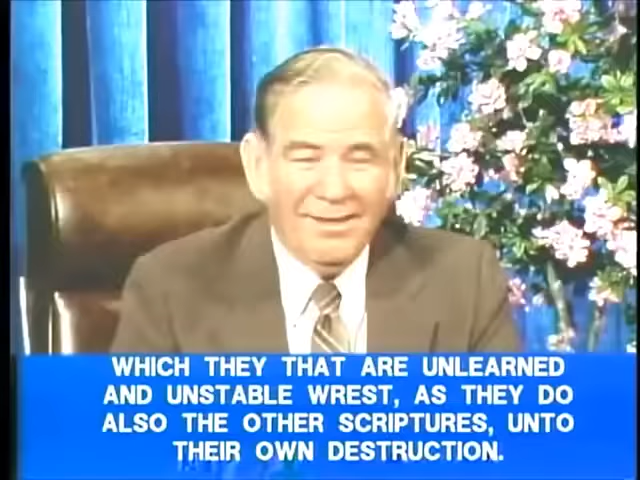 WHICH THEY THAT ARE UNLEARNED
AND UNSTABLE WREST, AS THEY DO
ALSO THE OTHER SCRIPTURES, UNTO
THEIR OWN DESTRUCTION.